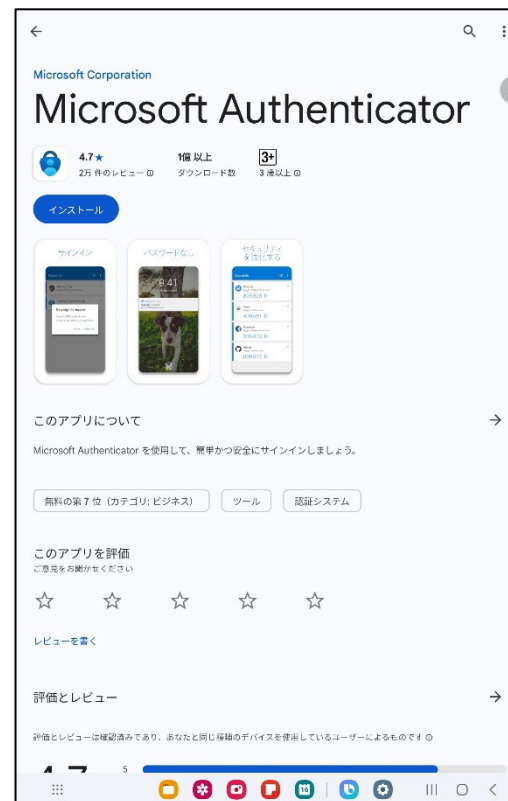 Microsoft Corporation
Microsoft Authenticator
4.7★ 1億 以上 3+
2万 件のレビュー ダウンロード数 3 歳以上
インストール
サインイン パスワードなし セキュリティ
を強化する
9:41
このアプリについて
Microsoft Authenticator を使用して、簡単かつ安全にサインインしましょう。
無料の第 7 位（カテゴリ: ビジネス） ツール 認証システム
このアプリを評価
ご意見をお聞かせください
レビューを書く
評価とレビュー
評価とレビューは確認済みであり、あなたと同じ種類のデバイスを使用しているユーザーによるものです
4.7 5
16